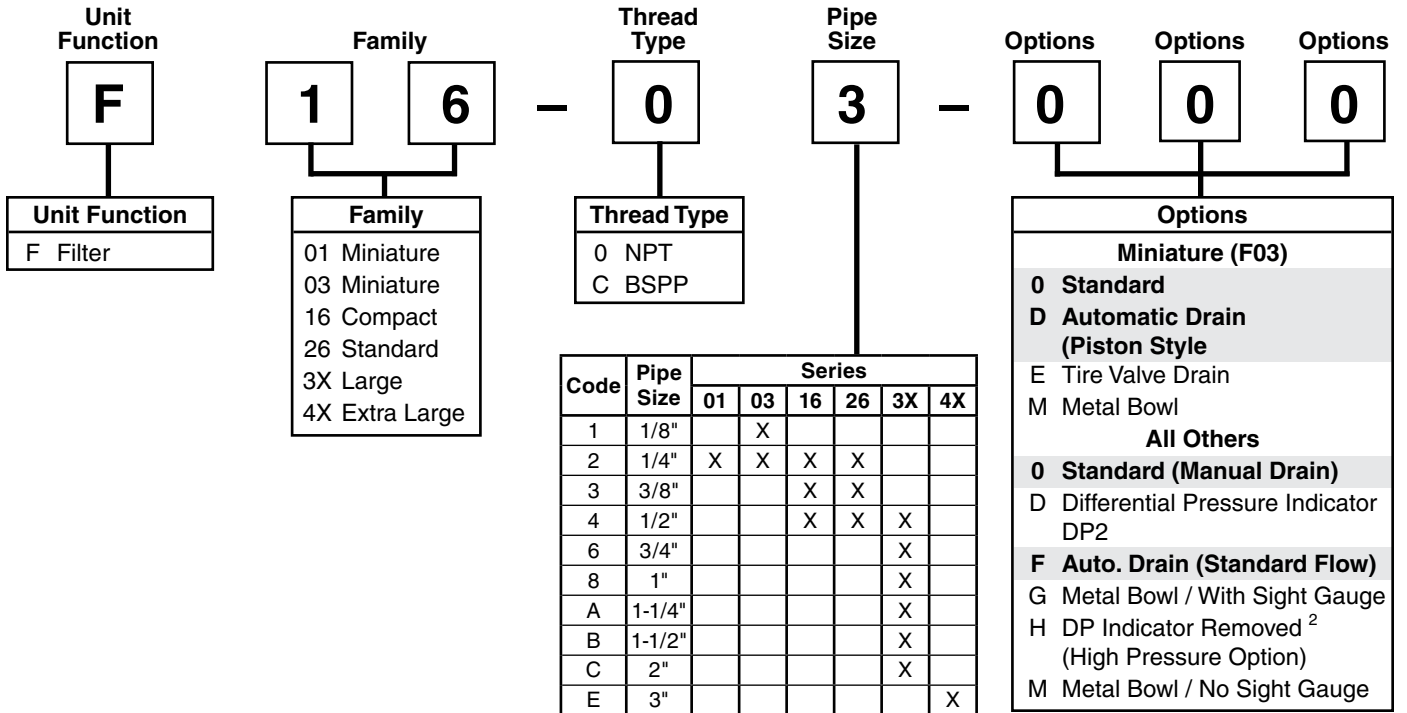 Unit Function
Family
Thread Type
Pipe Size
Options
Options
Options
F 1 6 – 0 3 – 0 0 0
Unit Function
F Filter
Family
01 Miniature
03 Miniature
16 Compact
26 Standard
3X Large
4X Extra Large
Thread Type
0 NPT
C BSPP
Code Pipe Size Series
01 03 16 26 3X 4X
1 1/8" X
2 1/4" X X X X
3 3/8" X X
4 1/2" X X X
6 3/4" X
8 1" X
A 1-1/4" X
B 1-1/2" X
C 2" X
E 3" X
Options
Miniature (F03)
0 Standard
D Automatic Drain
(Piston Style
E Tire Valve Drain
M Metal Bowl
All Others
0 Standard (Manual Drain)
D Differential Pressure Indicator
DP2
F Auto. Drain (Standard Flow)
G Metal Bowl / With Sight Gauge
H DP Indicator Removed 2
(High Pressure Option)
M Metal Bowl / No Sight Gauge